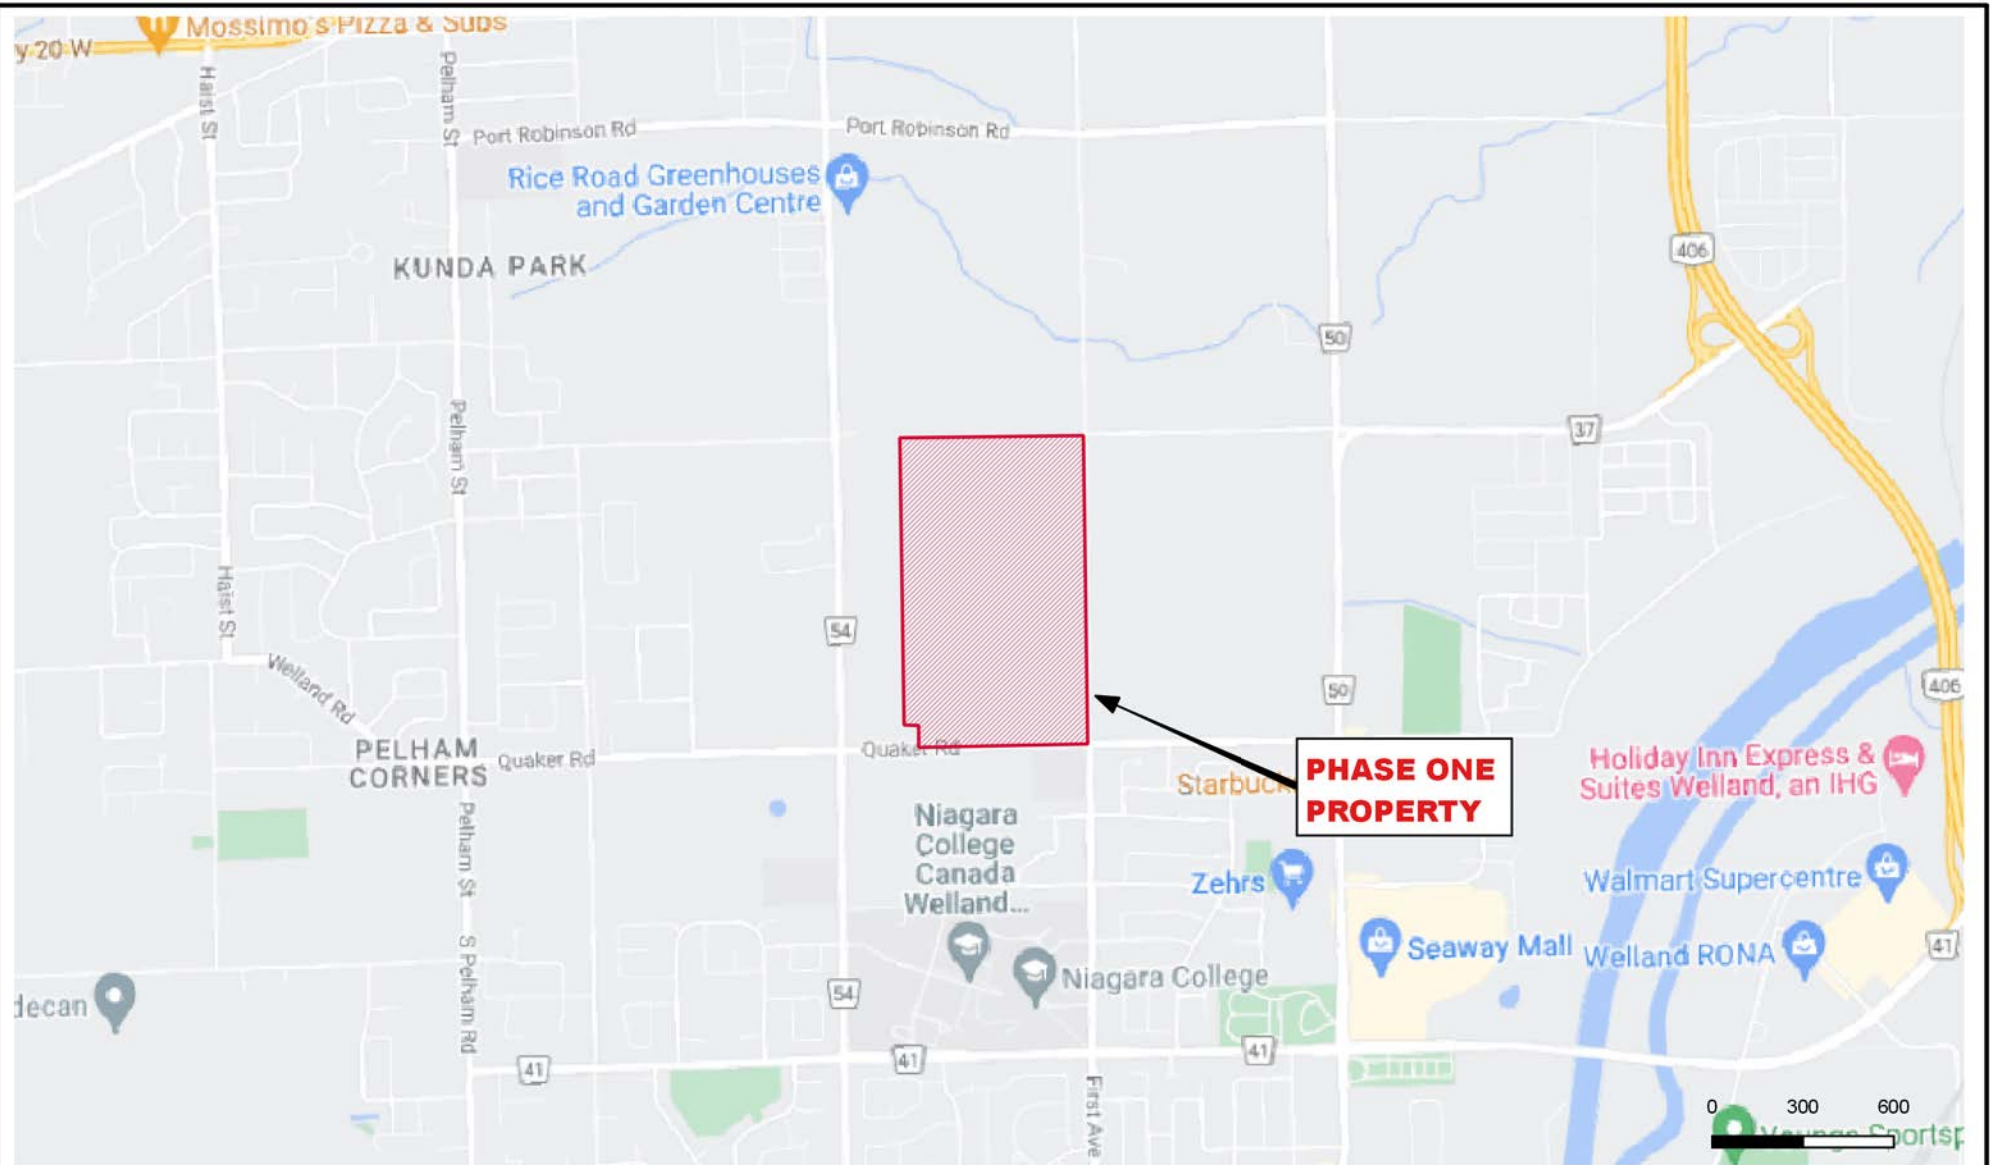 Mossimo's Pizza & Subs
y 20 W
Haist St
Pelham St
Port Robinson Rd
Port Robinson Rd
Rice Road Greenhouses
and Garden Centre
KUNDA PARK
406
50
37
Pelham St
Haist St
54
Welland Rd
50
406
PELHAM
CORNERS
Quaker Rd
Quaker Rd
PHASE ONE
PROPERTY
Holiday Inn Express &
Suites Welland, an IHG
Niagara
College
Canada
Welland...
Pelham St
Zehrs
Walmart Supercentre
Seaway Mall
Welland RONA
41
S Pelham Rd
Niagara College
decan
54
41
41
41
First Ave
0 300 600